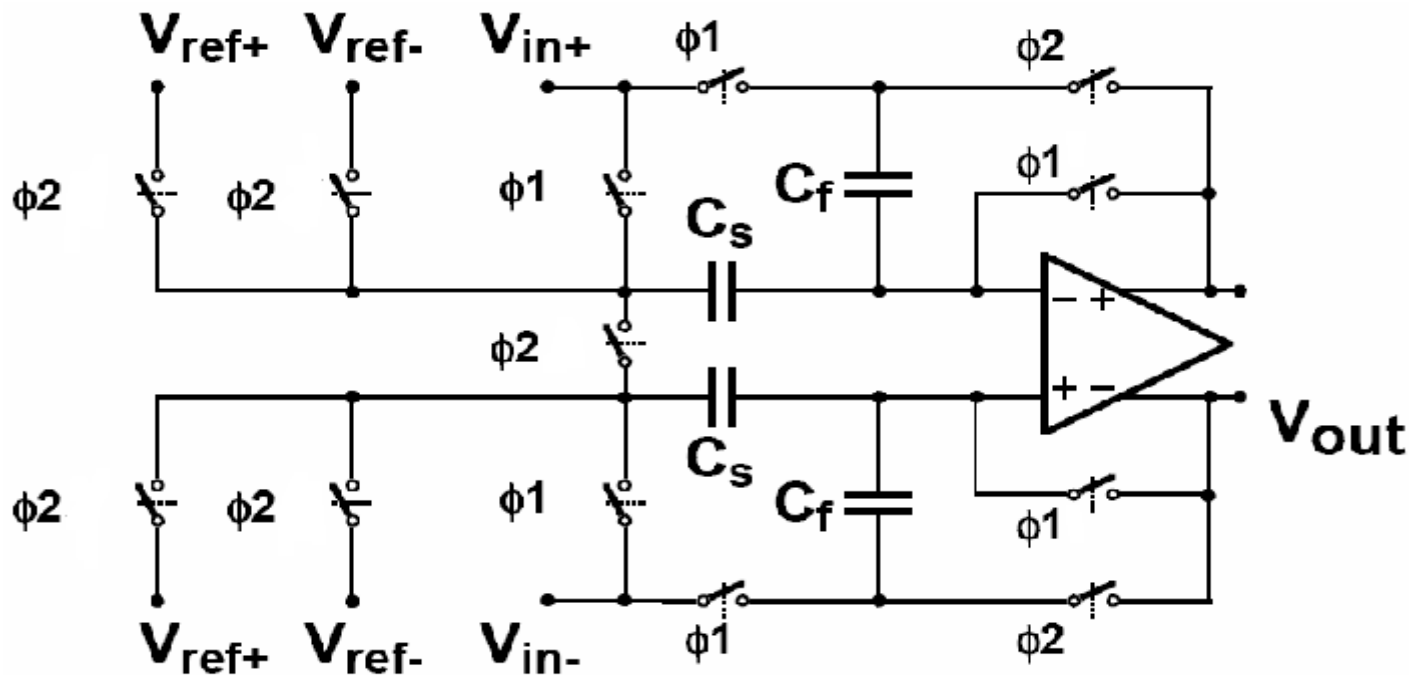 Vref+ Vref- Vin+ ϕ1 ϕ2
ϕ2 ϕ2 ϕ1 Cf ϕ1
Cs
- +
ϕ2
+ -
Cs Vout
ϕ2 ϕ2 ϕ1 Cf ϕ1
Vref+ Vref- Vin- ϕ1 ϕ2